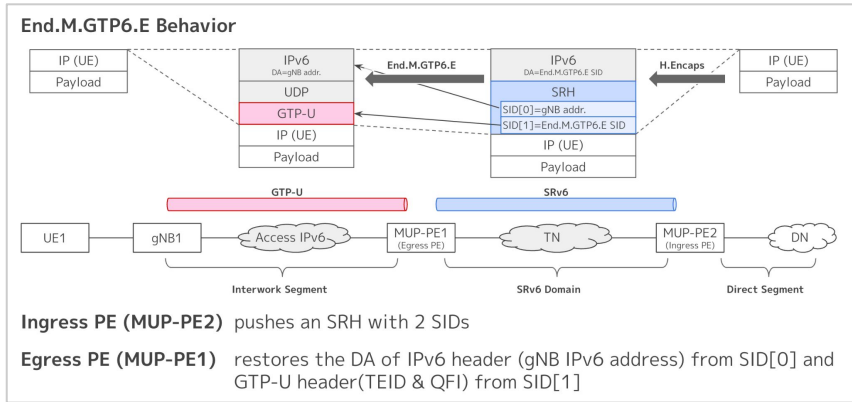 End.M.GTP6.E Behavior
IP (UE)
Payload
IPv6
DA=gNB addr.
UDP
GTP-U
IP (UE)
Payload
End.M.GTP6.E
IPv6
DA=End.M.GTP6.E SID
SRH
SID[0]=gNB addr.
SID[1]=End.M.GTP6.E SID
IP (UE)
Payload
H.Encaps
IP (UE)
Payload
GTP-U
SRv6
UE1
gNB1
Access IPv6
MUP-PE1
(Egress PE)
TN
MUP-PE2
(Ingress PE)
DN
Interwork Segment
SRv6 Domain
Direct Segment
Ingress PE (MUP-PE2) pushes an SRH with 2 SIDs
Egress PE (MUP-PE1) restores the DA of IPv6 header (gNB IPv6 address) from SID[0] and
GTP-U header(TEID & QFI) from SID[1]